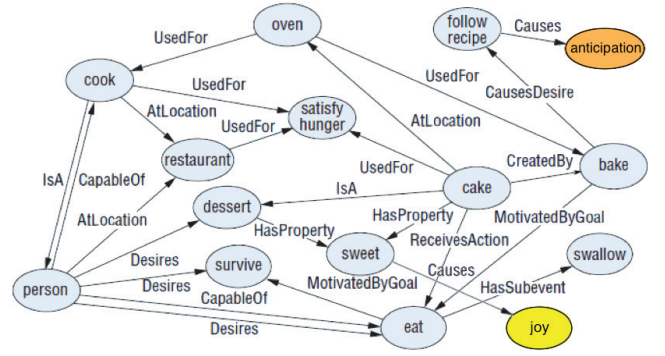 oven
follow
recipe
Causes
anticipation
UsedFor
cook
UsedFor
UsedFor
CausesDesire
AtLocation
satisfy
hunger
AtLocation
UsedFor
restaurant
UsedFor
CreatedBy
bake
IsA
CapableOf
IsA
cake
AtLocation
dessert
HasProperty
MotivatedByGoal
HasProperty
ReceivesAction
Desires
survive
sweet
swallow
person
Desires
MotivatedByGoal
Causes
HasSubevent
CapableOf
Desires
eat
joy